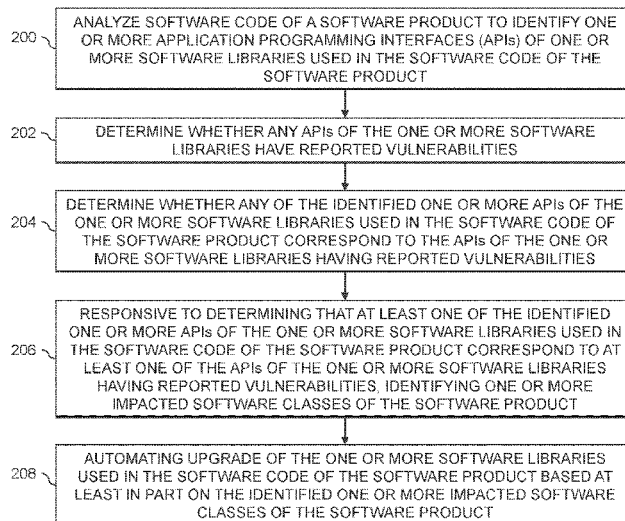 200
ANALYZE SOFTWARE CODE OF A SOFTWARE PRODUCT TO IDENTIFY ONE
OR MORE APPLICATION PROGRAMMING INTERFACES (APIs) OF ONE OR
MORE SOFTWARE LIBRARIES USED IN THE SOFTWARE CODE OF THE
SOFTWARE PRODUCT
202
DETERMINE WHETHER ANY APIs OF THE ONE OR MORE SOFTWARE
LIBRARIES HAVE REPORTED VULNERABILITIES
204
DETERMINE WHETHER ANY OF THE IDENTIFIED ONE OR MORE APIs OF THE
ONE OR MORE SOFTWARE LIBRARIES USED IN THE SOFTWARE CODE OF
THE SOFTWARE PRODUCT CORRESPOND TO THE APIs OF THE ONE OR
MORE SOFTWARE LIBRARIES HAVING REPORTED VULNERABILITIES
206
RESPONSIVE TO DETERMINING THAT AT LEAST ONE OF THE IDENTIFIED
ONE OR MORE APIs OF THE ONE OR MORE SOFTWARE LIBRARIES USED IN
THE SOFTWARE CODE OF THE SOFTWARE PRODUCT CORRESPOND TO AT
LEAST ONE OF THE APIs OF THE ONE OR MORE SOFTWARE LIBRARIES
HAVING REPORTED VULNERABILITIES, IDENTIFYING ONE OR MORE
IMPACTED SOFTWARE CLASSES OF THE SOFTWARE PRODUCT
208
AUTOMATING UPGRADE OF THE ONE OR MORE SOFTWARE LIBRARIES
USED IN THE SOFTWARE CODE OF THE SOFTWARE PRODUCT BASED AT
LEAST IN PART ON THE IDENTIFIED ONE OR MORE IMPACTED SOFTWARE
CLASSES OF THE SOFTWARE PRODUCT